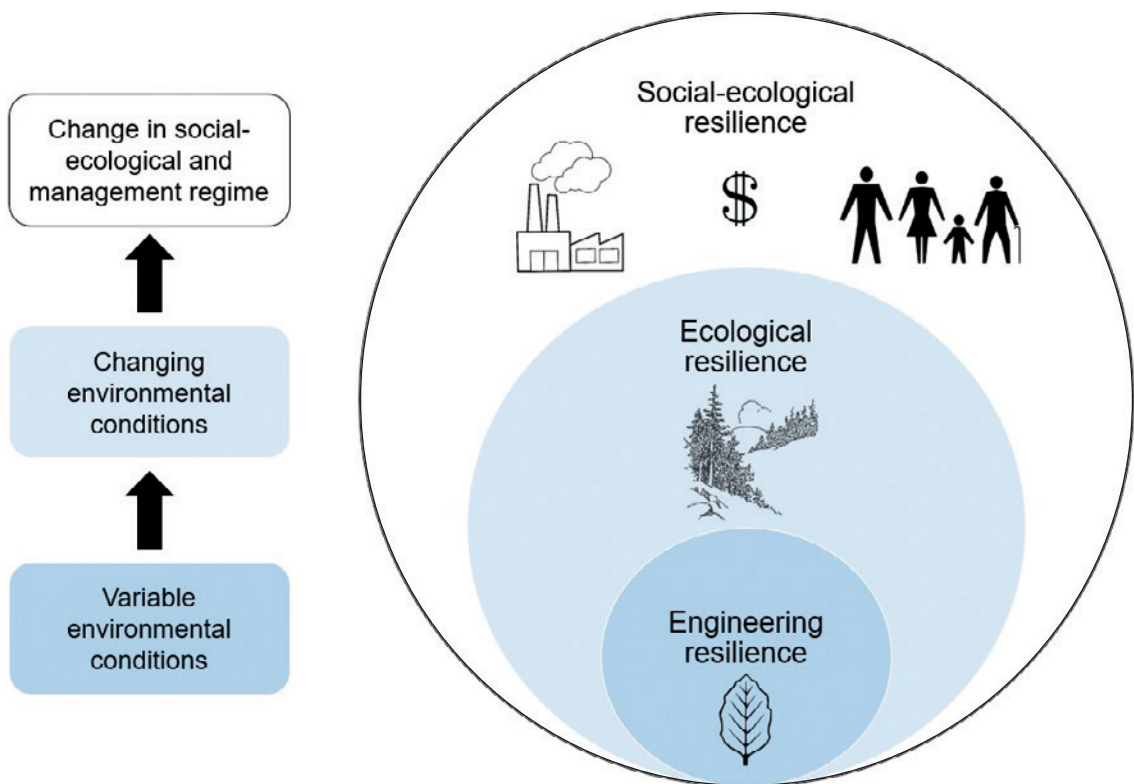 Change in social-
ecological and
management regime
Changing
environmental
conditions
Variable
environmental
conditions
Social-ecological
resilience
$
Ecological
resilience
Engineering
resilience